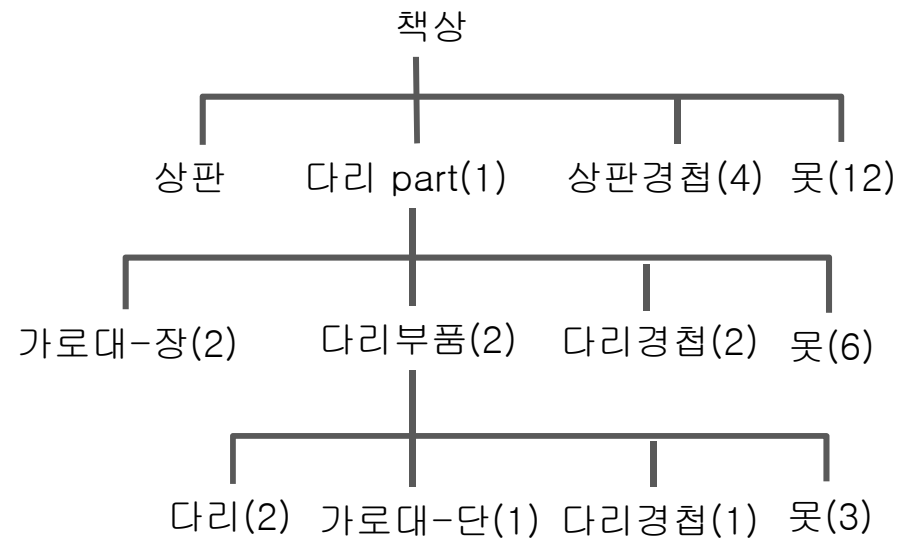 책상
상판 다리 part(1) 상판경첩(4) 못(12)
가로대-장(2) 다리부품(2) 다리경첩(2) 못(6)
다리(2) 가로대-단(1) 다리경첩(1) 못(3)